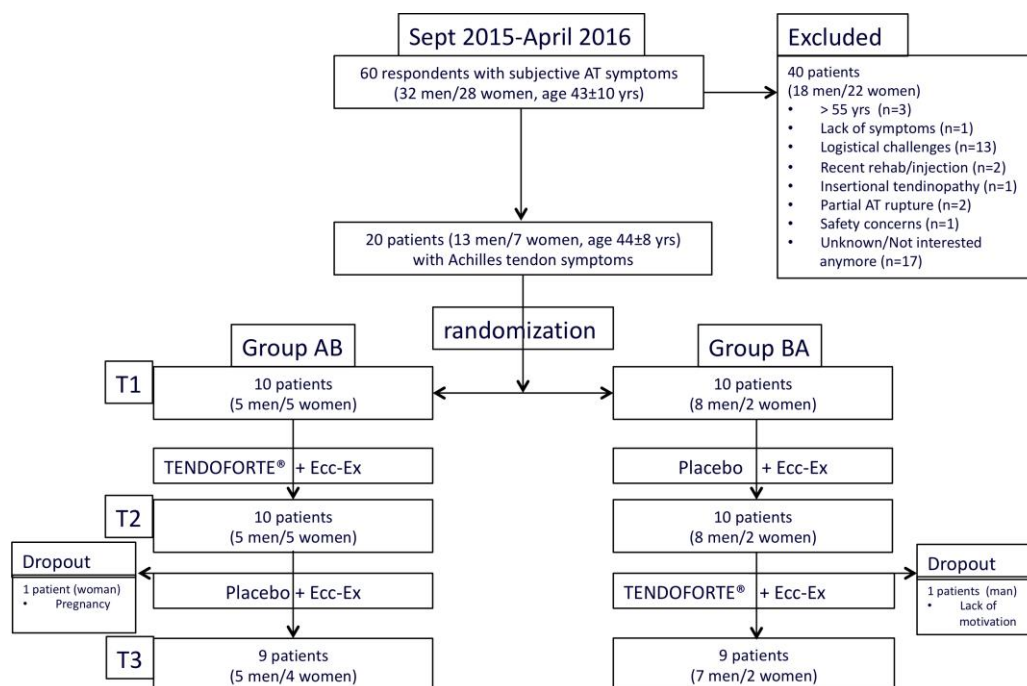 Sept 2015-April 2016
60 respondents with subjective AT symptoms
(32 men/28 women, age 43±10 yrs)
Excluded
40 patients
(18 men/22 women)
• > 55 yrs (n=3)
• Lack of symptoms (n=1)
• Logistical challenges (n=13)
• Recent rehab/injection (n=2)
• Insertional tendinopathy (n=1)
• Partial AT rupture (n=2)
• Safety concerns (n=1)
• Unknown/Not interested
anymore (n=17)
20 patients (13 men/7 women, age 44±8 yrs)
with Achilles tendon symptoms
randomization
Group AB
Group BA
T1
10 patients
(5 men/5 women)
10 patients
(8 men/2 women)
TENDOFORTE® + Ecc-Ex
Placebo + Ecc-Ex
T2
10 patients
(5 men/5 women)
10 patients
(8 men/2 women)
Dropout
1 patient (woman)
• Pregnancy
Placebo + Ecc-Ex
TENDOFORTE® + Ecc-Ex
Dropout
1 patients (man)
• Lack of
motivation
T3
9 patients
(5 men/4 women)
9 patients
(7 men/2 women)